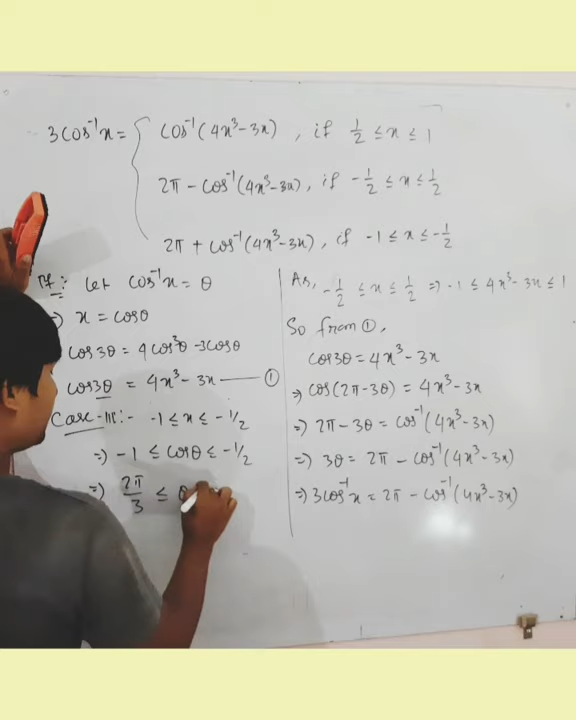 3cos⁻¹x = { cos⁻¹(4x³-3x), if 1/2 ≤ x ≤ 1
2π - cos⁻¹(4x³-3x), if -1/2 ≤ x ≤ 1/2
2π + cos⁻¹(4x³-3x), if -1 ≤ x ≤ -1/2
Pf: Let cos⁻¹x = θ
⇒ x = cosθ
cos3θ = 4cos³θ - 3cosθ
cos3θ = 4x³-3x —— ①
Case-III:- -1 ≤ x ≤ -1/2
⇒ -1 ≤ cosθ ≤ -1/2
⇒ 2π/3 ≤ θ
As, -1/2 ≤ x ≤ 1/2 ⇒ -1 ≤ 4x³-3x ≤ 1
So from ①,
cos3θ = 4x³-3x
⇒ cos(2π-3θ) = 4x³-3x
⇒ 2π-3θ = cos⁻¹(4x³-3x)
⇒ 3θ = 2π - cos⁻¹(4x³-3x)
⇒ 3cos⁻¹x = 2π - cos⁻¹(4x³-3x)